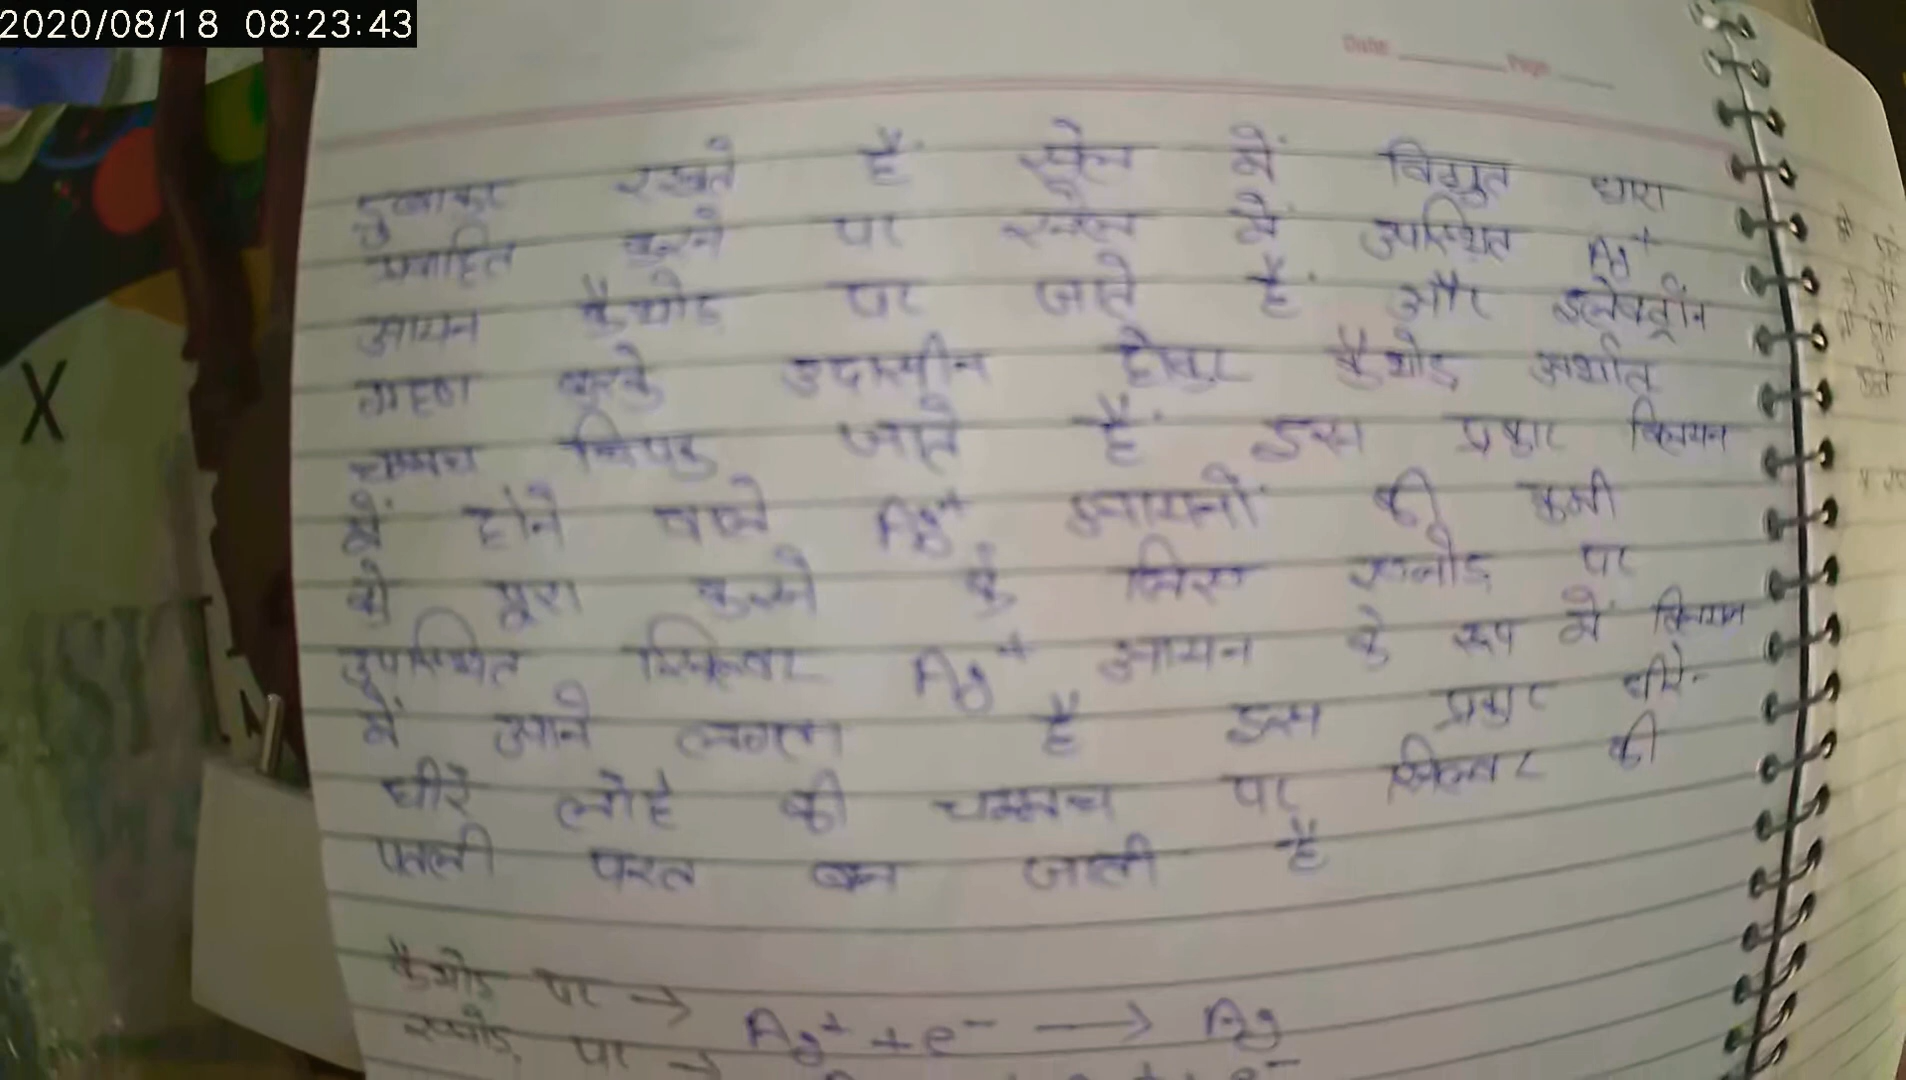 2020/08/18 08:23:43
Date Page
डुबाकर रखते हैं सेल में विद्युत धारा
प्रवाहित करने पर सेल में उपस्थित Ag⁺
आयन कैथोड पर जाते हैं और इलेक्ट्रॉन
ग्रहण करके उदासीन होकर कैथोड अर्थात
चम्मच चिपक जाते हैं इस प्रकार विलयन
में होने वाले Ag⁺ आयनों की कमी
को पूरा करने के लिए एनोड पर
उपस्थित सिल्वर Ag⁺ आयन के रूप में विलयन
में आने लगता है इस प्रकार धीरे-
धीरे लोहे की चम्मच पर सिल्वर की
पतली परत बन जाती है
कैथोड पर → Ag⁺ + e⁻ → Ag
एनोड पर →
X